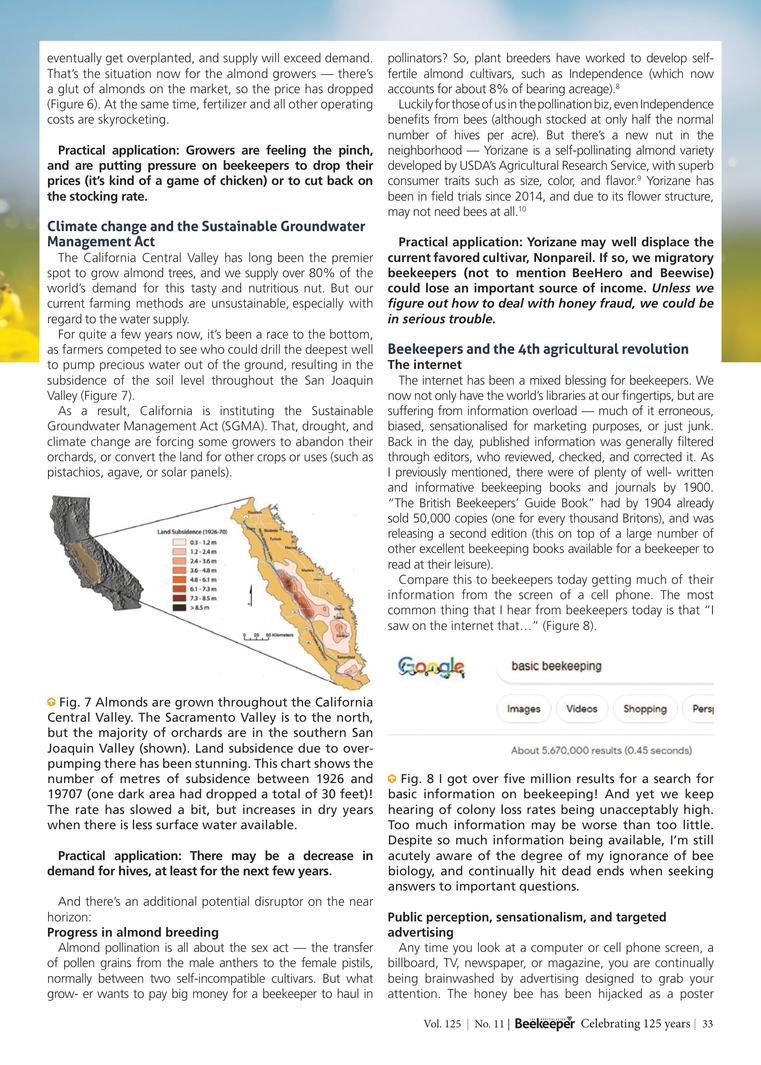 eventually get overplanted, and supply will exceed demand.
That's the situation now for the almond growers — there's
a glut of almonds on the market, so the price has dropped
(Figure 6). At the same time, fertilizer and all other operating
costs are skyrocketing.
Practical application: Growers are feeling the pinch,
and are putting pressure on beekeepers to drop their
prices (it's kind of a game of chicken) or to cut back on
the stocking rate.
Climate change and the Sustainable Groundwater
Management Act
The California Central Valley has long been the premier
spot to grow almond trees, and we supply over 80% of the
world's demand for this tasty and nutritious nut. But our
current farming methods are unsustainable, especially with
regard to the water supply.
For quite a few years now, it's been a race to the bottom,
as farmers competed to see who could drill the deepest well
to pump precious water out of the ground, resulting in the
subsidence of the soil level throughout the San Joaquin
Valley (Figure 7).
As a result, California is instituting the Sustainable
Groundwater Management Act (SGMA). That, drought, and
climate change are forcing some growers to abandon their
orchards, or convert the land for other crops or uses (such as
pistachios, agave, or solar panels).
Land Subsidence (1926-70)
0.3 - 1.2 m
1.2 - 2.4 m
2.4 - 3.6 m
3.6 - 4.8 m
4.8 - 6.1 m
6.1 - 7.3 m
7.3 - 8.5 m
> 8.5 m
0 25 50 Kilometers
Fig. 7 Almonds are grown throughout the California
Central Valley. The Sacramento Valley is to the north,
but the majority of orchards are in the southern San
Joaquin Valley (shown). Land subsidence due to over-
pumping there has been stunning. This chart shows the
number of metres of subsidence between 1926 and
19707 (one dark area had dropped a total of 30 feet)!
The rate has slowed a bit, but increases in dry years
when there is less surface water available.
Practical application: There may be a decrease in
demand for hives, at least for the next few years.
And there's an additional potential disruptor on the near
horizon:
Progress in almond breeding
Almond pollination is all about the sex act — the transfer
of pollen grains from the male anthers to the female pistils,
normally between two self-incompatible cultivars. But what
grow- er wants to pay big money for a beekeeper to haul in
pollinators? So, plant breeders have worked to develop self-
fertile almond cultivars, such as Independence (which now
accounts for about 8% of bearing acreage).8
Luckily for those of us in the pollination biz, even Independence
benefits from bees (although stocked at only half the normal
number of hives per acre). But there's a new nut in the
neighborhood — Yorizane is a self-pollinating almond variety
developed by USDA's Agricultural Research Service, with superb
consumer traits such as size, color, and flavor.9 Yorizane has
been in field trials since 2014, and due to its flower structure,
may not need bees at all.10
Practical application: Yorizane may well displace the
current favored cultivar, Nonpareil. If so, we migratory
beekeepers (not to mention BeeHero and Beewise)
could lose an important source of income. Unless we
figure out how to deal with honey fraud, we could be
in serious trouble.
Beekeepers and the 4th agricultural revolution
The internet
The internet has been a mixed blessing for beekeepers. We
now not only have the world's libraries at our fingertips, but are
suffering from information overload — much of it erroneous,
biased, sensationalised for marketing purposes, or just junk.
Back in the day, published information was generally filtered
through editors, who reviewed, checked, and corrected it. As
I previously mentioned, there were of plenty of well- written
and informative beekeeping books and journals by 1900.
"The British Beekeepers' Guide Book" had by 1904 already
sold 50,000 copies (one for every thousand Britons), and was
releasing a second edition (this on top of a large number of
other excellent beekeeping books available for a beekeeper to
read at their leisure).
Compare this to beekeepers today getting much of their
information from the screen of a cell phone. The most
common thing that I hear from beekeepers today is that "I
saw on the internet that…" (Figure 8).
Google
basic beekeeping
Images Videos Shopping Persp
About 5,670,000 results (0.45 seconds)
Fig. 8 I got over five million results for a search for
basic information on beekeeping! And yet we keep
hearing of colony loss rates being unacceptably high.
Too much information may be worse than too little.
Despite so much information being available, I'm still
acutely aware of the degree of my ignorance of bee
biology, and continually hit dead ends when seeking
answers to important questions.
Public perception, sensationalism, and targeted
advertising
Any time you look at a computer or cell phone screen, a
billboard, TV, newspaper, or magazine, you are continually
being brainwashed by advertising designed to grab your
attention. The honey bee has been hijacked as a poster
Vol. 125 | No. 11 | Beekeeper Celebrating 125 years | 33